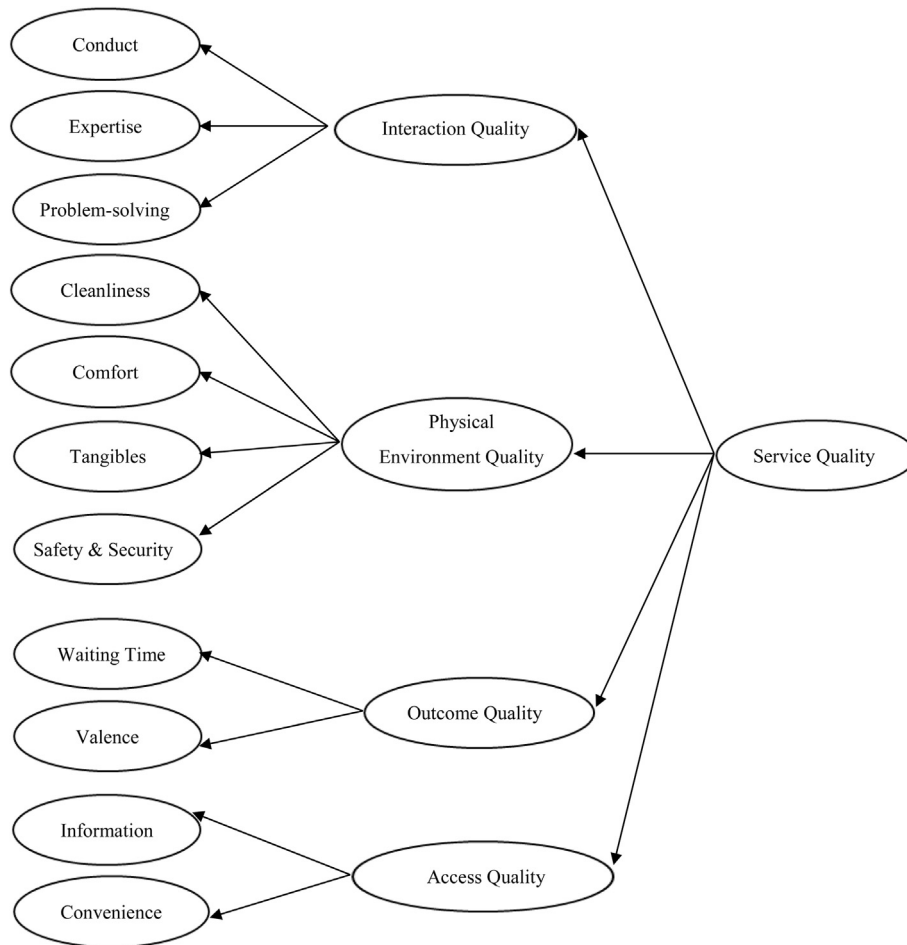 Conduct
Expertise
Interaction Quality
Problem-solving
Cleanliness
Comfort
Physical
Environment Quality
Tangibles
Service Quality
Safety & Security
Waiting Time
Outcome Quality
Valence
Information
Access Quality
Convenience